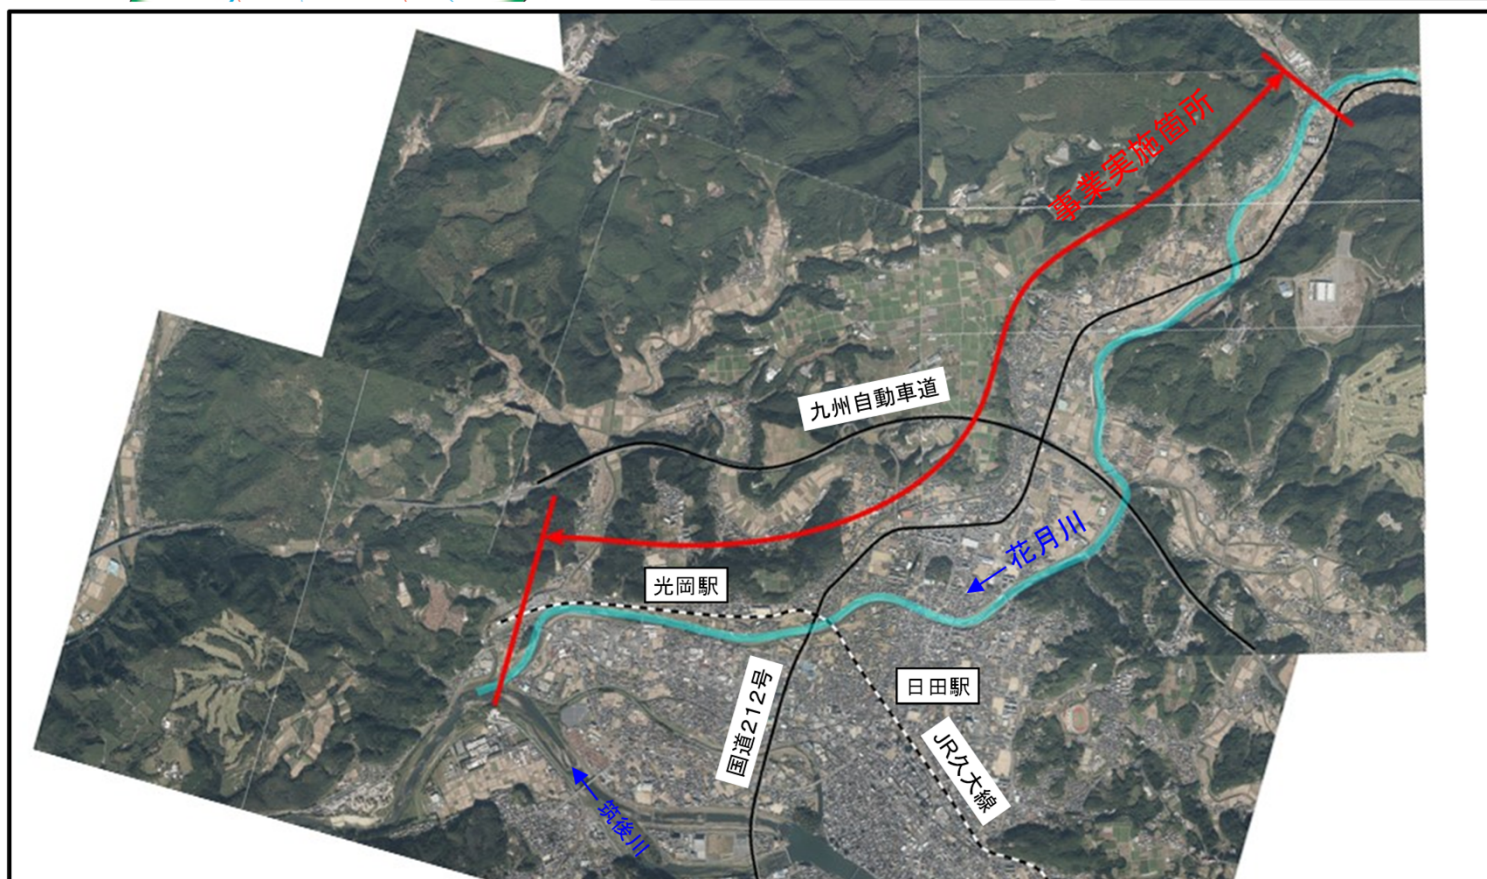 事業実施箇所
九州自動車道
花月川
光岡駅
日田駅
国道212号
JR久大線
筑後川